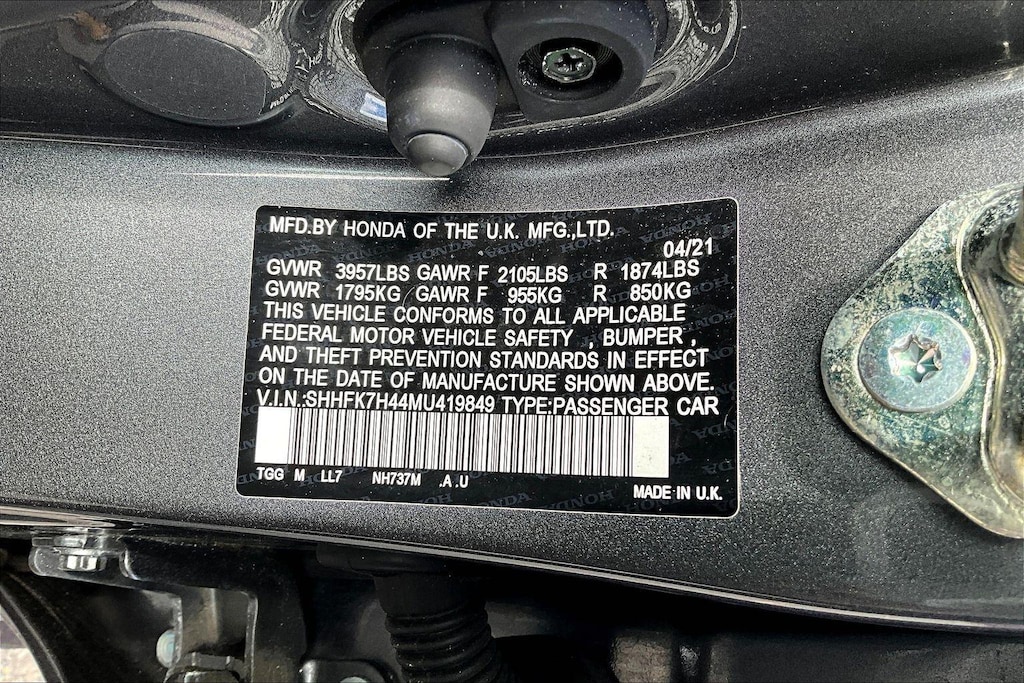 MFD.BY HONDA OF THE U.K. MFG.,LTD.
04/21
GVWR 3957LBS GAWR F 2105LBS R 1874LBS
GVWR 1795KG GAWR F 955KG R 850KG
THIS VEHICLE CONFORMS TO ALL APPLICABLE
FEDERAL MOTOR VEHICLE SAFETY , BUMPER ,
AND THEFT PREVENTION STANDARDS IN EFFECT
ON THE DATE OF MANUFACTURE SHOWN ABOVE.
V.I.N:SHHFK7H44MU419849 TYPE:PASSENGER CAR
TGG M LL7 NH737M .A.U
MADE IN U.K.